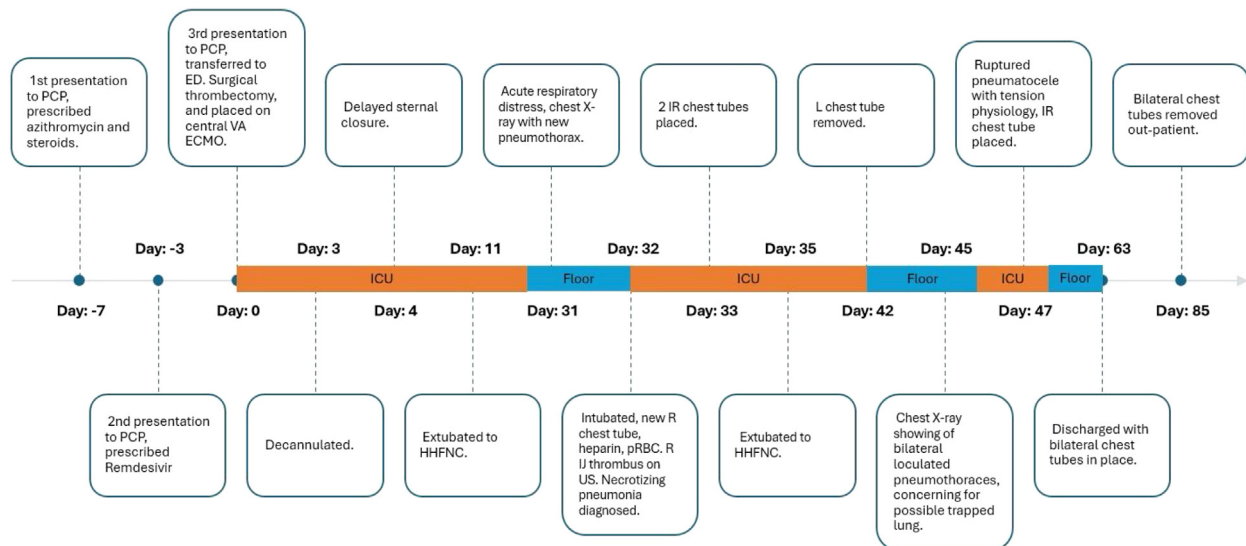 1st presentation
to PCP,
prescribed
azithromycin and
steroids.
3rd presentation
to PCP,
transferred to
ED. Surgical
thrombectomy,
and placed on
central VA
ECMO.
Delayed sternal
closure.
Acute respiratory
distress, chest X-
ray with new
pneumothorax.
2 IR chest tubes
placed.
L chest tube
removed.
Ruptured
pneumatocele
with tension
physiology, IR
chest tube
placed.
Bilateral chest
tubes removed
out-patient.
Day: -3
Day: 3
Day: 11
Day: 32
Day: 35
Day: 45
Day: 63
ICU
Floor
ICU
Floor
ICU
Floor
Day: -7
Day: 0
Day: 4
Day: 31
Day: 33
Day: 42
Day: 47
Day: 85
2nd presentation
to PCP,
prescribed
Remdesivir
Decannulated.
Extubated to
HHFNC.
Intubated, new R
chest tube,
heparin, pRBC. R
IJ thrombus on
US. Necrotizing
pneumonia
diagnosed.
Extubated to
HHFNC.
Chest X-ray
showing of
bilateral
loculated
pneumothoraces,
concerning for
possible trapped
lung.
Discharged with
bilateral chest
tubes in place.